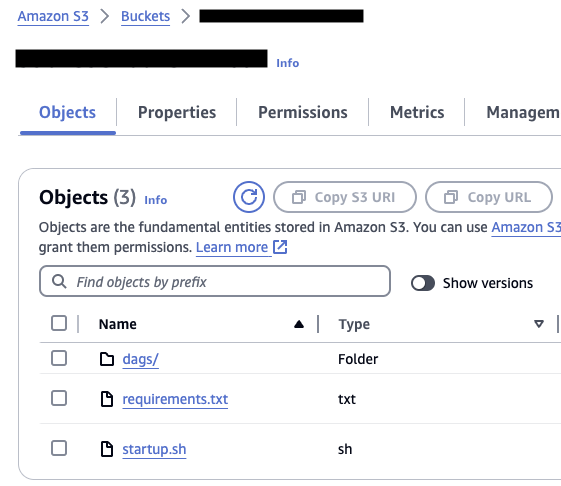 Amazon S3 > Buckets >
Info
Objects Properties Permissions Metrics Managem
Objects (3) Info Copy S3 URI Copy URL
Objects are the fundamental entities stored in Amazon S3. You can use Amazon S3
grant them permissions. Learn more
Find objects by prefix Show versions
Name Type
dags/ Folder
requirements.txt txt
startup.sh sh